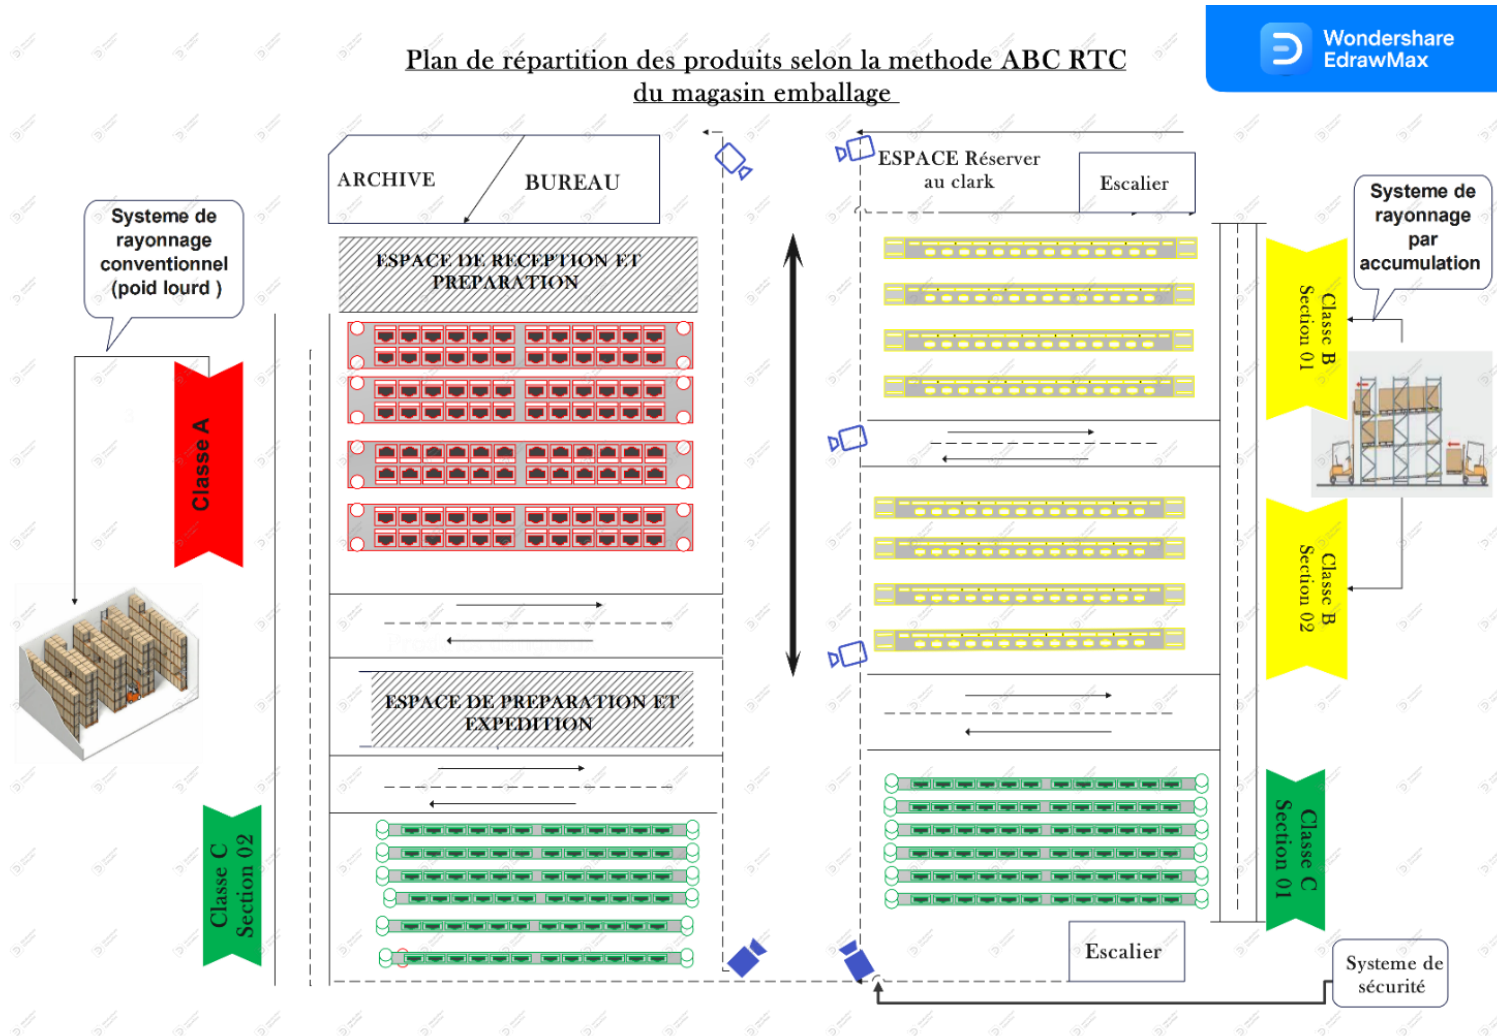 Plan de répartition des produits selon la methode ABC RTC
du magasin emballage
Wondershare
EdrawMax
ARCHIVE
BUREAU
ESPACE Réserver
au clark
Escalier
Systeme de
rayonnage
conventionnel
(poid lourd )
Systeme de
rayonnage
par
accumulation
ESPACE DE RECEPTION ET
PREPARATION
Classe A
Classe B
Section 01
Classe B
Section 02
ESPACE DE PREPARATION ET
EXPEDITION
Classe C
Section 02
Classe C
Section 01
Escalier
Systeme de
sécurité